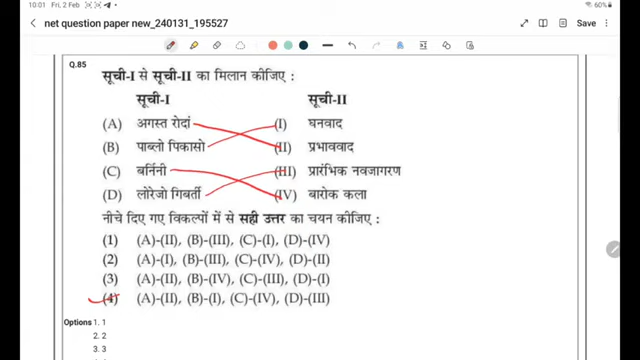 10:01 Fri, 2 Feb
60%
net question paper new_240131_195527
Q.85
सूची-I से सूची-II का मिलान कीजिए :
सूची-I सूची-II
(A) अगस्त रोदां (I) घनवाद
(B) पाब्लो पिकासो (II) प्रभाववाद
(C) बर्निनी (III) प्रारंभिक नवजागरण
(D) लोरेंजो गिबर्ती (IV) बारोक कला
नीचे दिए गए विकल्पों में से सही उत्तर का चयन कीजिए :
(1) (A)-(II), (B)-(III), (C)-(I), (D)-(IV)
(2) (A)-(I), (B)-(III), (C)-(IV), (D)-(II)
(3) (A)-(II), (B)-(IV), (C)-(III), (D)-(I)
(4) (A)-(II), (B)-(I), (C)-(IV), (D)-(III)
Options 1. 1
2. 2
3. 3